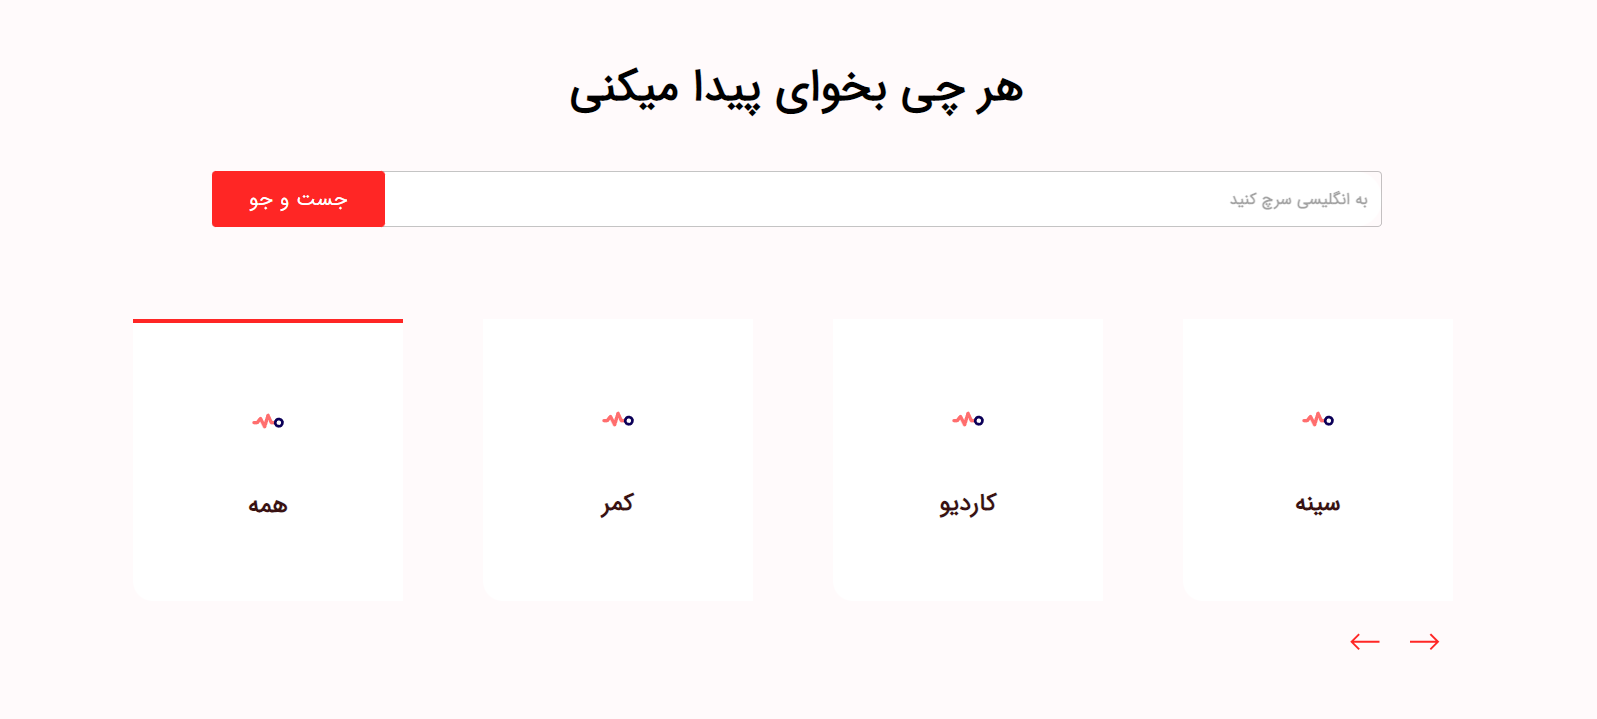 هر چی بخوای پیدا میکنی
به انگلیسی سرچ کنید
جست و جو
سینه
کاردیو
کمر
همه